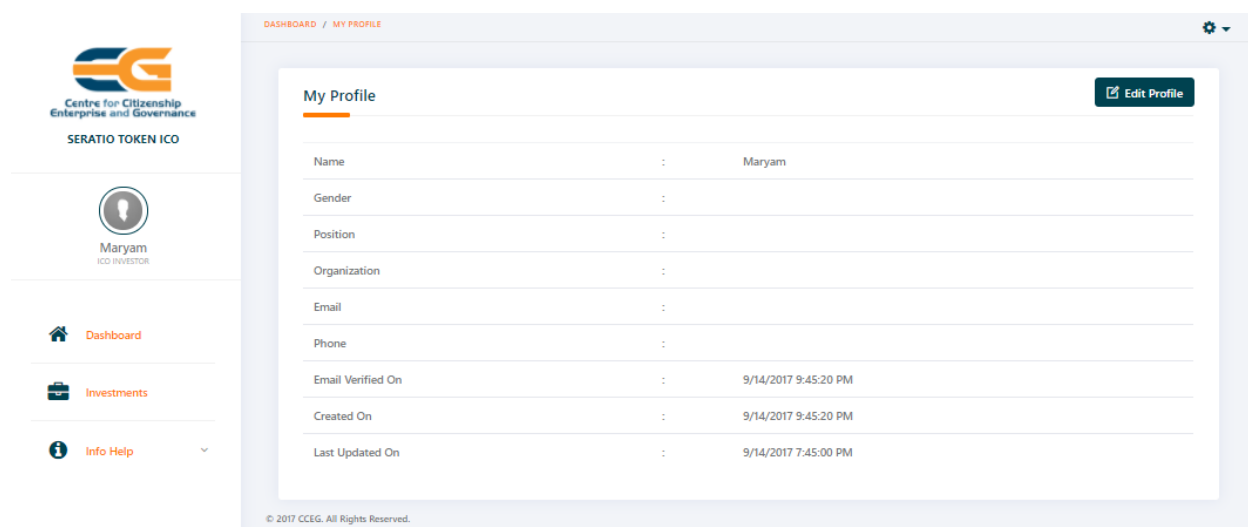 DASHBOARD / MY PROFILE
Centre for Citizenship
Enterprise and Governance
SERATIO TOKEN ICO
Maryam
ICO INVESTOR
Dashboard
Investments
Info Help
My Profile
Edit Profile
Name : Maryam
Gender :
Position :
Organization :
Email :
Phone :
Email Verified On : 9/14/2017 9:45:20 PM
Created On : 9/14/2017 9:45:20 PM
Last Updated On : 9/14/2017 7:45:00 PM
© 2017 CCEG. All Rights Reserved.